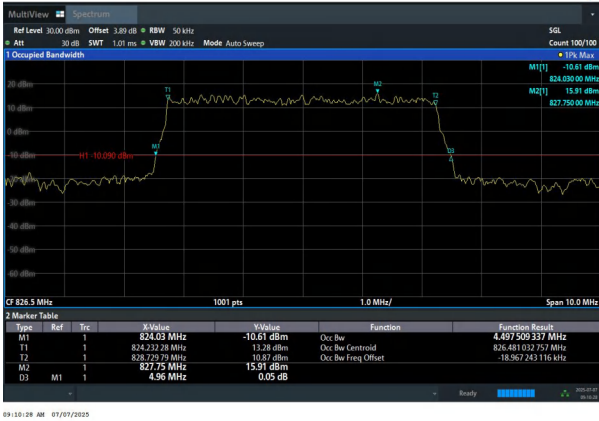 MultiView Spectrum
Ref Level 30.00 dBm Offset 3.89 dB RBW 50 kHz SGL
Att 30 dB SWT 1.01 ms VBW 200 kHz Mode Auto Sweep Count 100/100
1 Occupied Bandwidth 1Pk Max
M1[1] -10.61 dBm
824.030 00 MHz
M2[1] 15.91 dBm
827.750 00 MHz
20 dBm
T1
M2
T2
10 dBm
0 dBm
M1
-10 dBm
H1 -10.090 dBm
D3
-20 dBm
-30 dBm
-40 dBm
-50 dBm
-60 dBm
CF 826.5 MHz 1001 pts 1.0 MHz/ Span 10.0 MHz
2 Marker Table
Type Ref Trc X-Value Y-Value Function Function Result
M1 1 824.03 MHz -10.61 dBm Occ Bw 4.497 509 337 MHz
T1 1 824.232 28 MHz 13.28 dBm Occ Bw Centroid 826.481 032 757 MHz
T2 1 828.729 79 MHz 10.87 dBm Occ Bw Freq Offset -18.967 243 116 kHz
M2 1 827.75 MHz 15.91 dBm
D3 M1 1 4.96 MHz 0.05 dB
Ready 2025-07-07
09:10:28
09:10:28 AM 07/07/2025